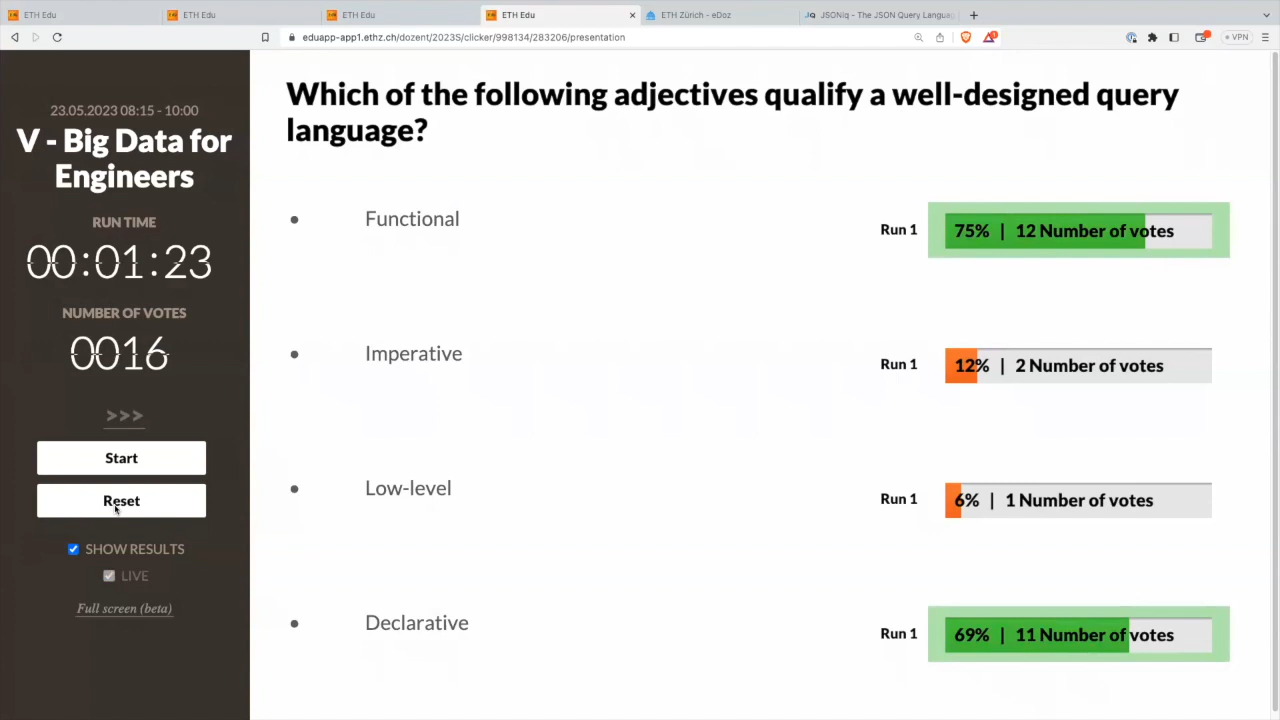 ETH Edu
ETH Edu
ETH Edu
ETH Edu
ETH Zürich - eDoz
JSONiq - The JSON Query Languag
eduapp-app1.ethz.ch/dozent/2023S/clicker/998134/283206/presentation
VPN
23.05.2023 08:15 - 10:00
V - Big Data for
Engineers
RUN TIME
00:01:23
NUMBER OF VOTES
0016
>>>
Start
Reset
SHOW RESULTS
LIVE
Full screen (beta)
Which of the following adjectives qualify a well-designed query
language?
• Functional
Run 1 75% | 12 Number of votes
• Imperative
Run 1 12% | 2 Number of votes
• Low-level
Run 1 6% | 1 Number of votes
• Declarative
Run 1 69% | 11 Number of votes